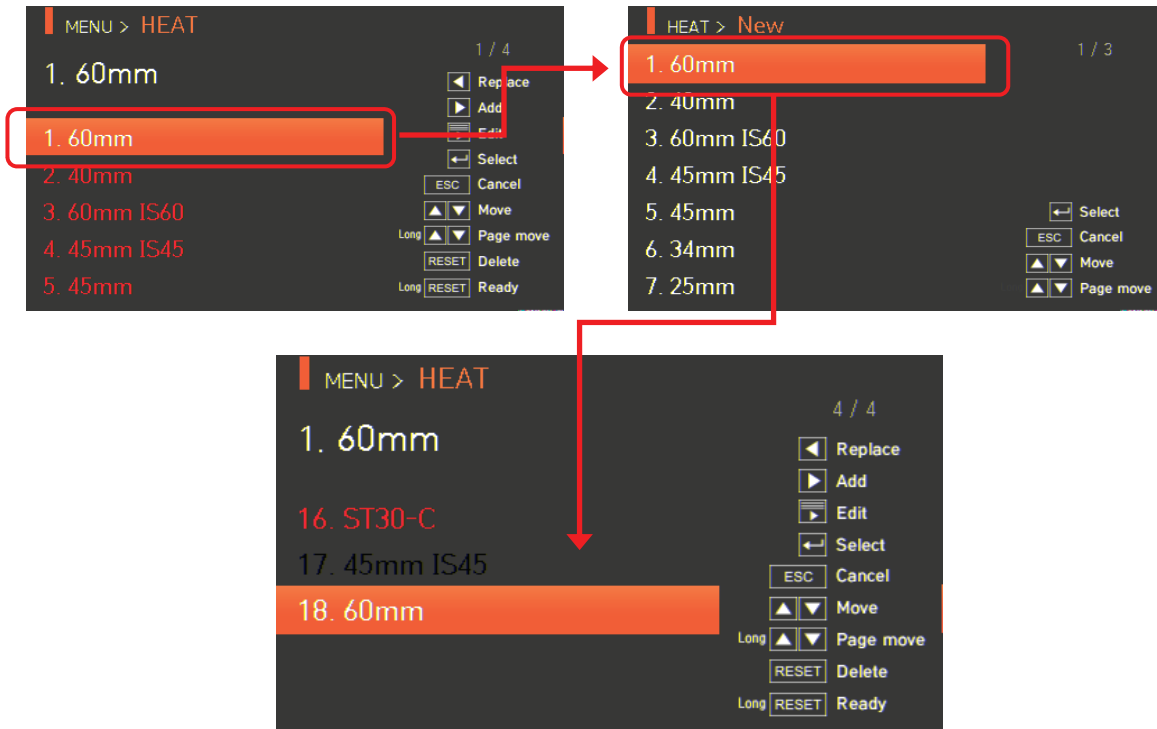 MENU > HEAT
1 / 4
1. 60mm
Replace
Add
1. 60mm
Edit
Select
2. 40mm
ESC Cancel
3. 60mm IS60
Move
Long Page move
4. 45mm IS45
RESET Delete
5. 45mm
Long RESET Ready
HEAT > New
1 / 3
1. 60mm
2. 40mm
3. 60mm IS60
4. 45mm IS45
5. 45mm
Select
ESC Cancel
6. 34mm
Move
7. 25mm
Page move
MENU > HEAT
4 / 4
1. 60mm
Replace
Add
16. ST30-C
Edit
Select
17. 45mm IS45
ESC Cancel
18. 60mm
Move
Long Page move
RESET Delete
Long RESET Ready